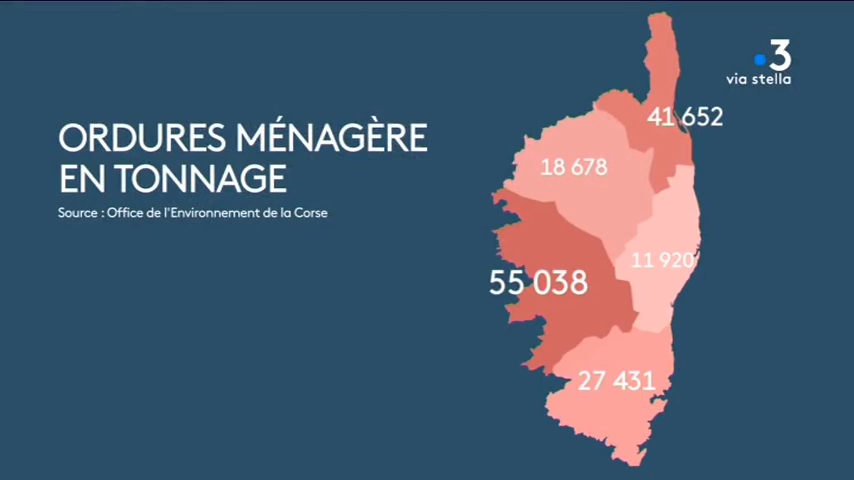 ORDURES MÉNAGÈRE
EN TONNAGE
Source : Office de l'Environnement de la Corse
3
via stella
41 652
18 678
11 920
55 038
27 431